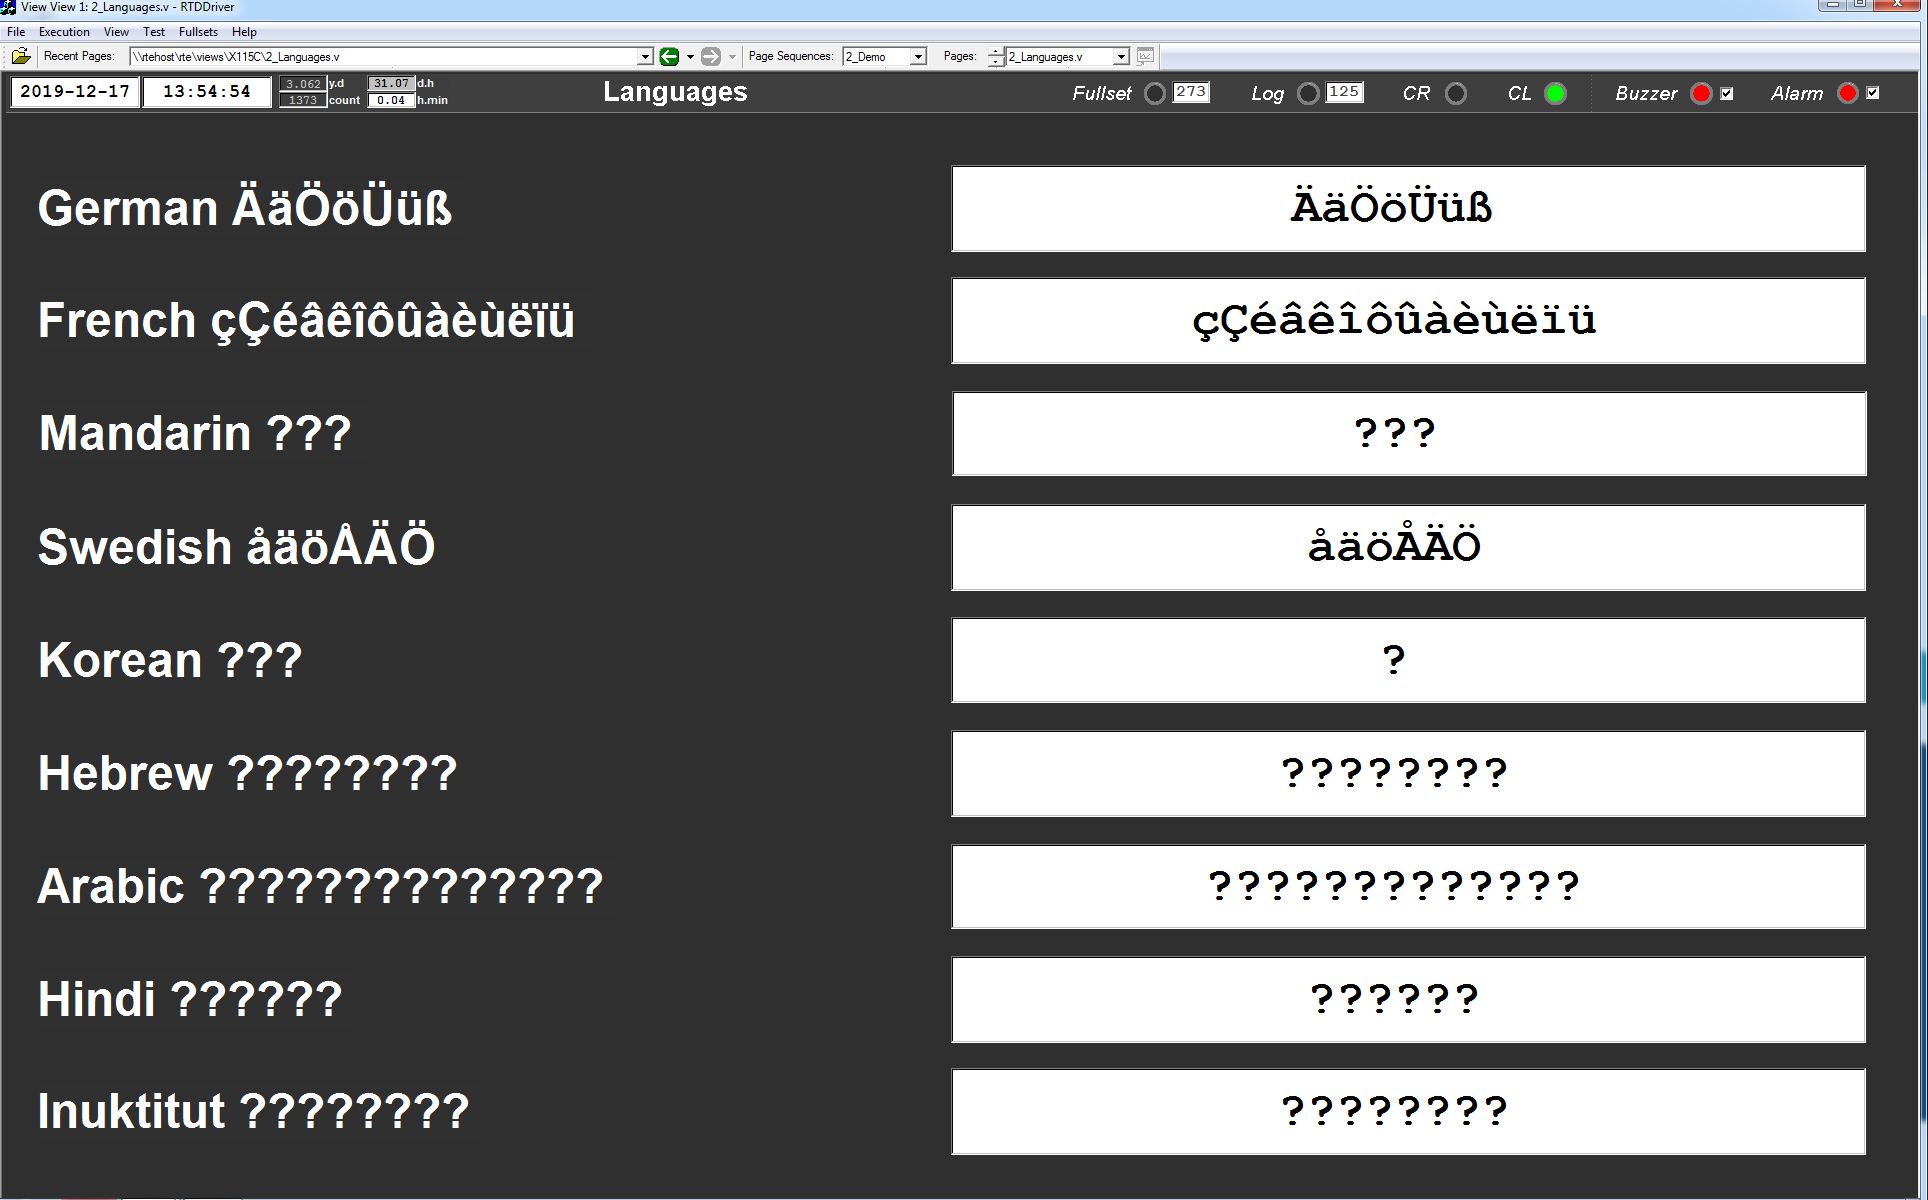 View View 1: 2_Languages.v - RTDDriver
File Execution View Test Fullsets Help
Recent Pages: \\rtehost\rte\views\X115C\2_Languages.v Page Sequences: 2_Demo Pages: 2_Languages.v
2019-12-17 13:54:54 3.062 y.d 31.07 d.h Languages Fullset 273 Log 125 CR CL Buzzer Alarm
1373 count 0.04 h.min
German ÄäÖöÜüß ÄäÖöÜüß
French çÇéâêîôûàèùëïü çÇéâêîôûàèùëïü
Mandarin ??? ???
Swedish åäöÅÄÖ åäöÅÄÖ
Korean ??? ?
Hebrew ???????? ????????
Arabic ?????????????? ?????????????
Hindi ?????? ??????
Inuktitut ???????? ????????